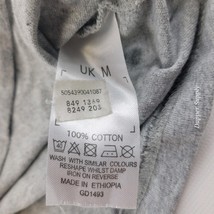 UK M
5054290041087
849 13AW
8249 203
100% COTTON
WASH WITH SIMILAR COLOURS
RESHAPE WHILST DAMP
IRON ON REVERSE
MADE IN ETHIOPIA
GD1493